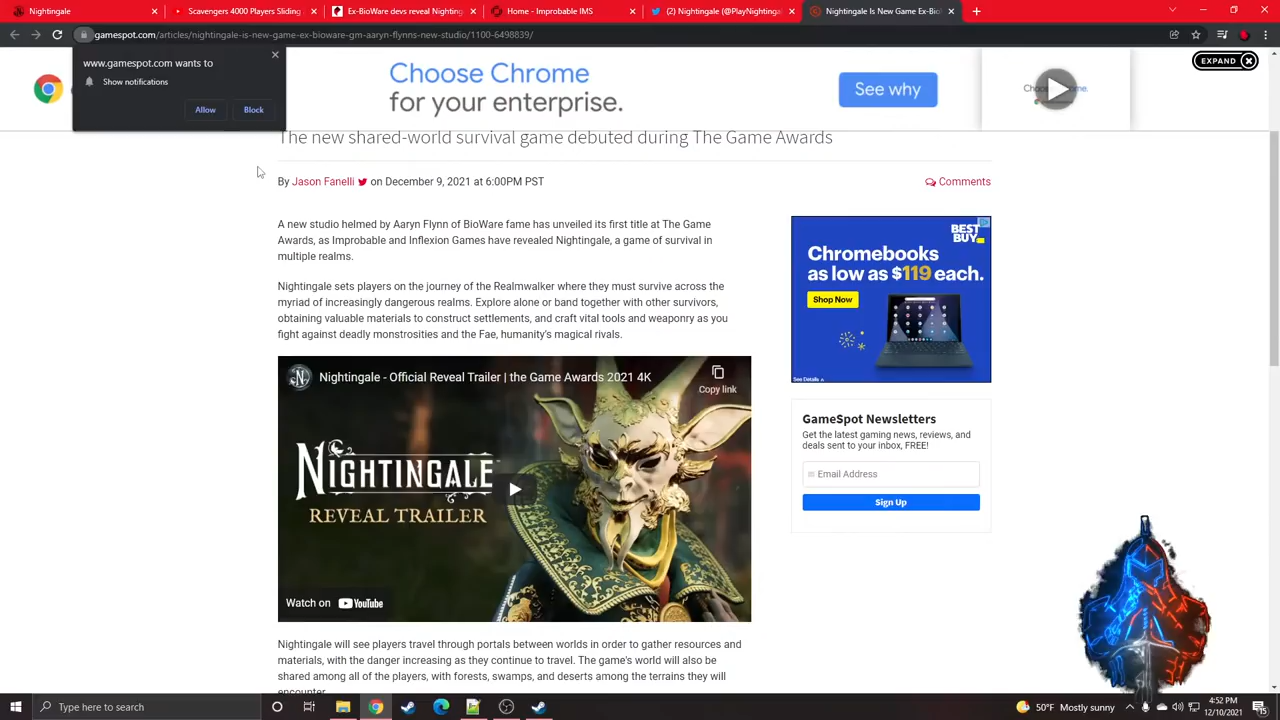 Nightingale
Scavengers 4000 Players Sliding
Ex-BioWare devs reveal Nighting
Home - Improbable IMS
(2) Nightingale (@PlayNightinga
Nightingale Is New Game Ex-Bio
gamespot.com/articles/nightingale-is-new-game-ex-bioware-gm-aaryn-flynns-new-studio/1100-6498839/
www.gamespot.com wants to
Show notifications
Allow
Block
Choose Chrome
for your enterprise.
See why
EXPAND
The new shared-world survival game debuted during The Game Awards
By Jason Fanelli on December 9, 2021 at 6:00PM PST
Comments
A new studio helmed by Aaryn Flynn of BioWare fame has unveiled its first title at The Game
Awards, as Improbable and Inflexion Games have revealed Nightingale, a game of survival in
multiple realms.
Nightingale sets players on the journey of the Realmwalker where they must survive across the
myriad of increasingly dangerous realms. Explore alone or band together with other survivors,
obtaining valuable materials to construct settlements, and craft vital tools and weaponry as you
fight against deadly monstrosities and the Fae, humanity's magical rivals.
Nightingale - Official Reveal Trailer | the Game Awards 2021 4K
Copy link
NIGHTINGALE
REVEAL TRAILER
Watch on YouTube
Nightingale will see players travel through portals between worlds in order to gather resources and
materials, with the danger increasing as they continue to travel. The game's world will also be
shared among all of the players, with forests, swamps, and deserts among the terrains they will
encounter.
BEST
BUY
Chromebooks
as low as $119 each.
Shop Now
See Details
GameSpot Newsletters
Get the latest gaming news, reviews, and
deals sent to your inbox, FREE!
Email Address
Sign Up
Type here to search
50°F Mostly sunny
4:52 PM
12/10/2021
15